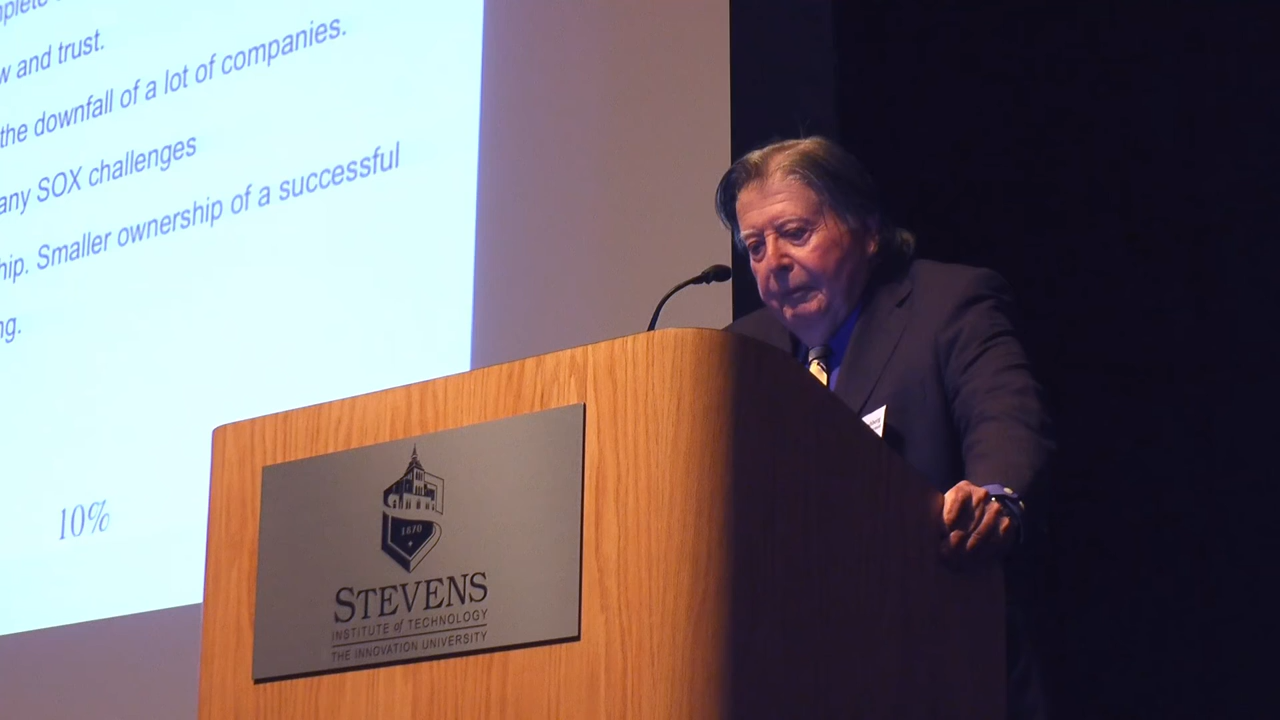 w and trust.
the downfall of a lot of companies.
any SOX challenges
hip. Smaller ownership of a successful
ng.
10%
1870
STEVENS
INSTITUTE of TECHNOLOGY
THE INNOVATION UNIVERSITY